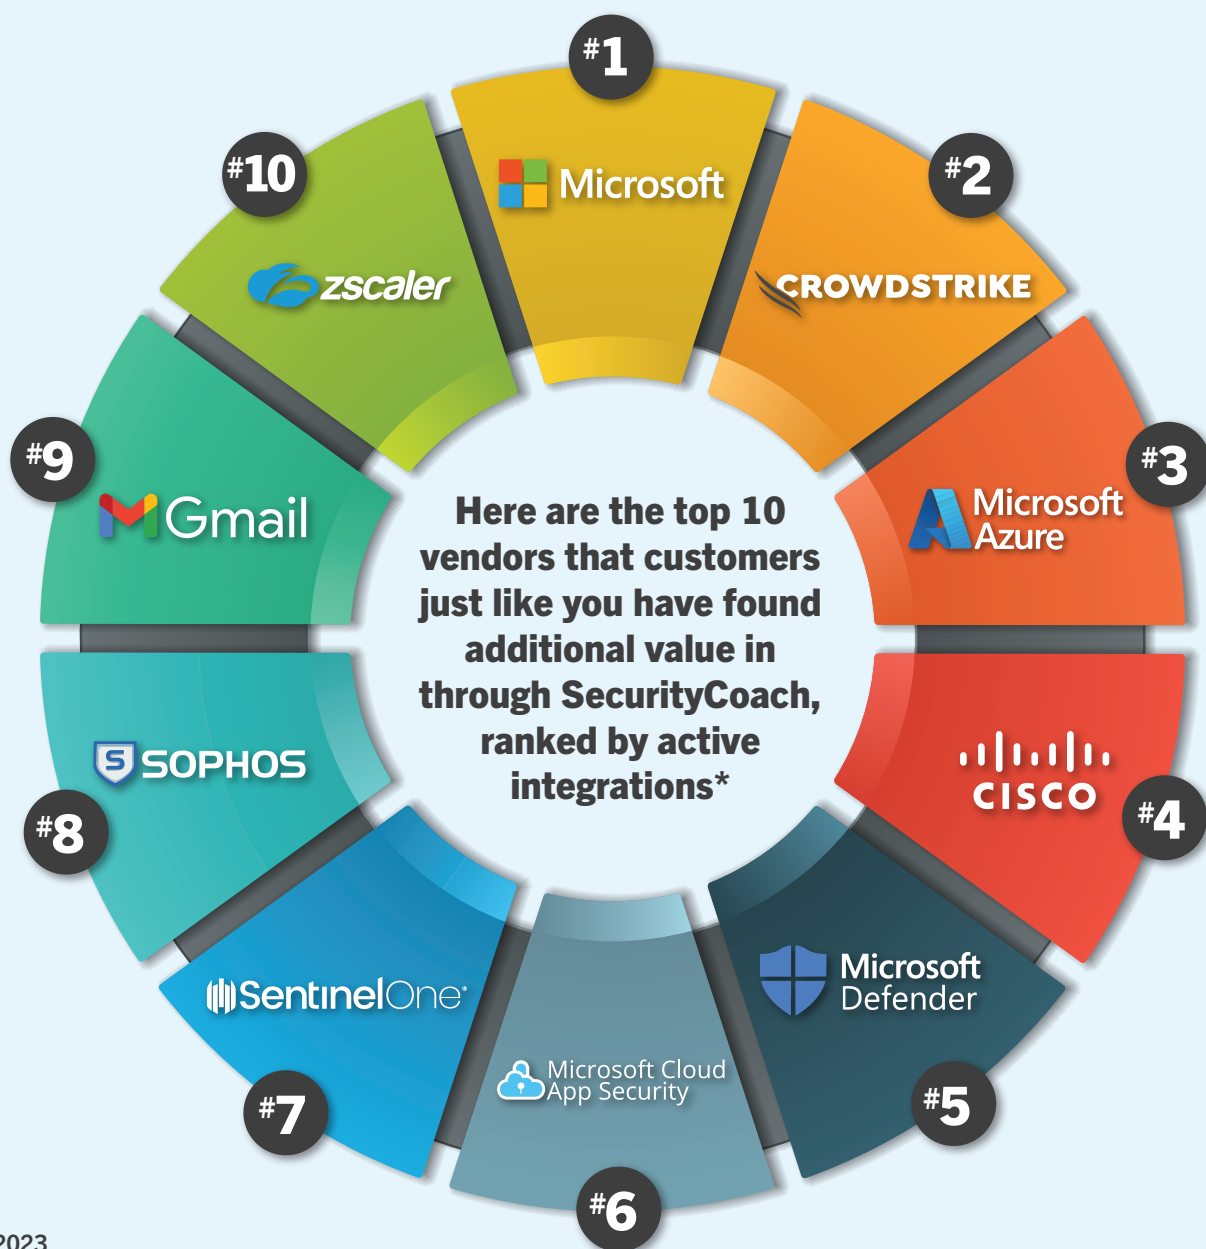 #1
Microsoft
#2
CROWDSTRIKE
#3
Microsoft
Azure
#4
CISCO
#5
Microsoft
Defender
#6
Microsoft Cloud
App Security
#7
SentinelOne®
#8
S SOPHOS
#9
Gmail
#10
zscaler
Here are the top 10
vendors that customers
just like you have found
additional value in
through SecurityCoach,
ranked by active
integrations*
2023